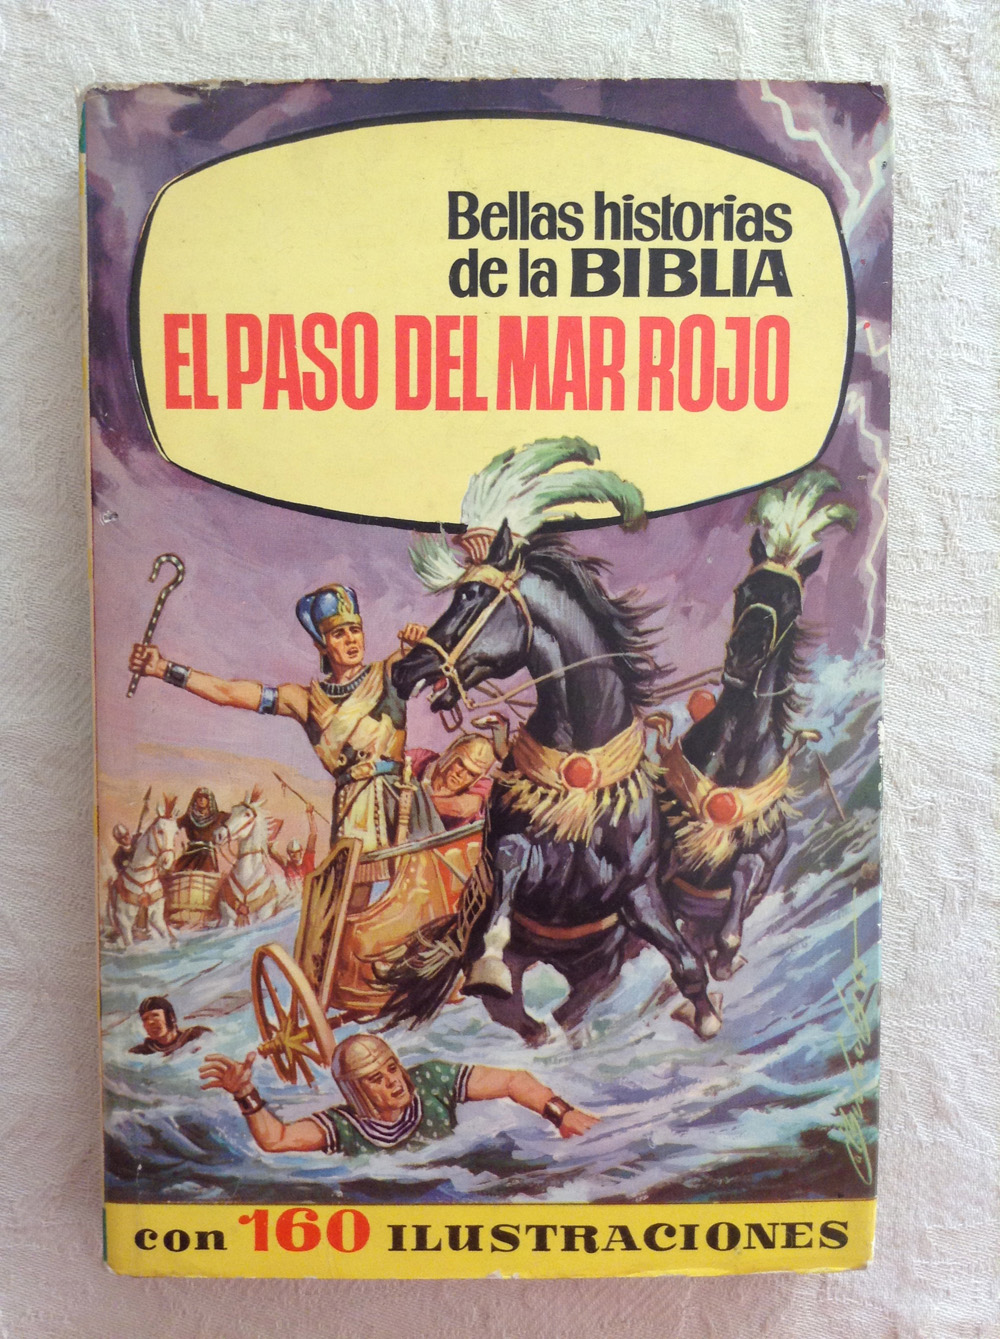 Bellas historias
de la BIBLIA
EL PASO DEL MAR ROJO
con 160 ILUSTRACIONES